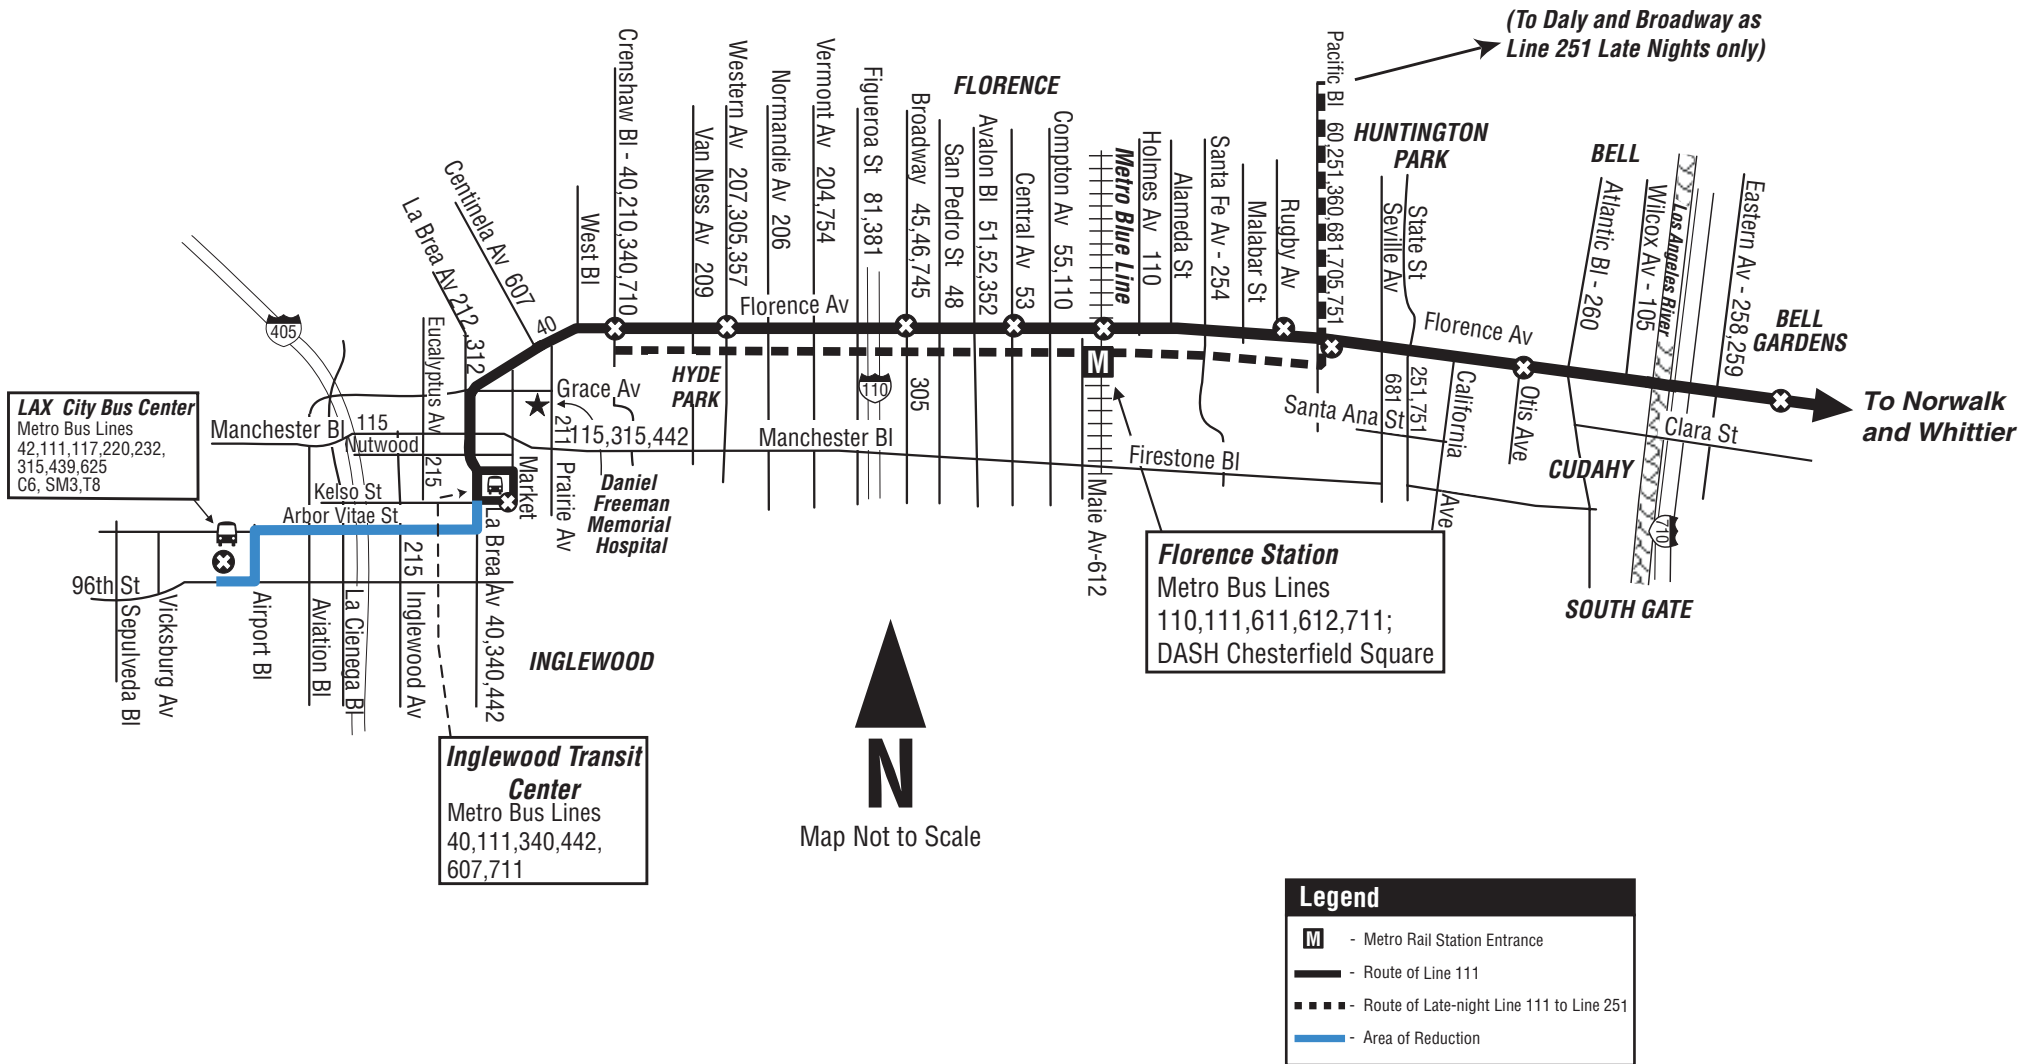 (To Daly and Broadway as
Line 251 Late Nights only)
FLORENCE
HUNTINGTON
PARK
BELL
BELL
GARDENS
Crenshaw Bl - 40,210,340,710
Western Av 207,305,357
Vermont Av 204,754
Normandie Av 206
Van Ness Av 209
Figueroa St 81,381
Broadway 45,46,745
San Pedro St 48
Avalon Bl 51,52,352
Central Av 53
Compton Av 55,110
Metro Blue Line
Holmes Av 110
Alameda St
Santa Fe Av - 254
Malabar St
Rugby Av
Pacific Bl 60,251,360,681,705,751
Seville Av
State St
Atlantic Bl - 260
Wilcox Av - 105
Los Angeles River
Eastern Av - 258,259
West Bl
Centinela Av 607
La Brea Av 212,312
Eucalyptus Av
215
40
Florence Av
Florence Av
405
110
710
305
HYDE
PARK
Grace Av
211
Prairie Av
115,315,442
Manchester Bl
115
Manchester Bl
Nutwood
Market
Kelso St
Arbor Vitae St
Firestone Bl
Santa Ana St
681
251,751
California
Ave
Otis Ave
Clara St
CUDAHY
SOUTH GATE
To Norwalk
and Whittier
LAX City Bus Center
Metro Bus Lines
42,111,117,220,232,
315,439,625
C6, SM3,T8
Daniel
Freeman
Memorial
Hospital
96th St
Sepulveda Bl
Vicksburg Av
Airport Bl
Aviation Bl
La Cienega Bl
215 Inglewood Av
La Brea Av 40,340,442
INGLEWOOD
M
Maie Av-612
Florence Station
Metro Bus Lines
110,111,611,612,711;
DASH Chesterfield Square
Inglewood Transit
Center
Metro Bus Lines
40,111,340,442,
607,711
N
Map Not to Scale
Legend
M - Metro Rail Station Entrance
- Route of Line 111
- Route of Late-night Line 111 to Line 251
- Area of Reduction